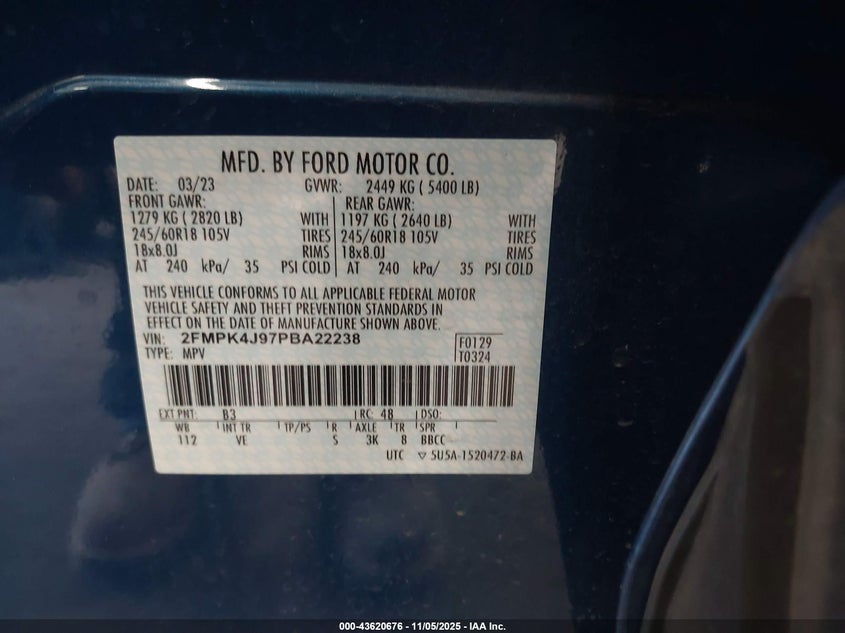 MFD. BY FORD MOTOR CO.
DATE: 03/23 GVWR: 2449 KG ( 5400 LB)
FRONT GAWR: REAR GAWR:
1279 KG ( 2820 LB) WITH 1197 KG ( 2640 LB) WITH
245/60R18 105V TIRES 245/60R18 105V TIRES
18x8.0J RIMS 18x8.0J RIMS
AT 240 kPa/ 35 PSI COLD AT 240 kPa/ 35 PSI COLD
THIS VEHICLE CONFORMS TO ALL APPLICABLE FEDERAL MOTOR
VEHICLE SAFETY AND THEFT PREVENTION STANDARDS IN
EFFECT ON THE DATE OF MANUFACTURE SHOWN ABOVE.
VIN: 2FMPK4J97PBA22238 F0129
TYPE: MPV T0324
EXT PNT: B3 RC: 48 DSO:
WB INT TR TP/PS R AXLE TR SPR
112 VE S 3K 8 BBCC
UTC ▽ 5U5A-1520472-BA
000-43620676 - 11/05/2025 - IAA Inc.